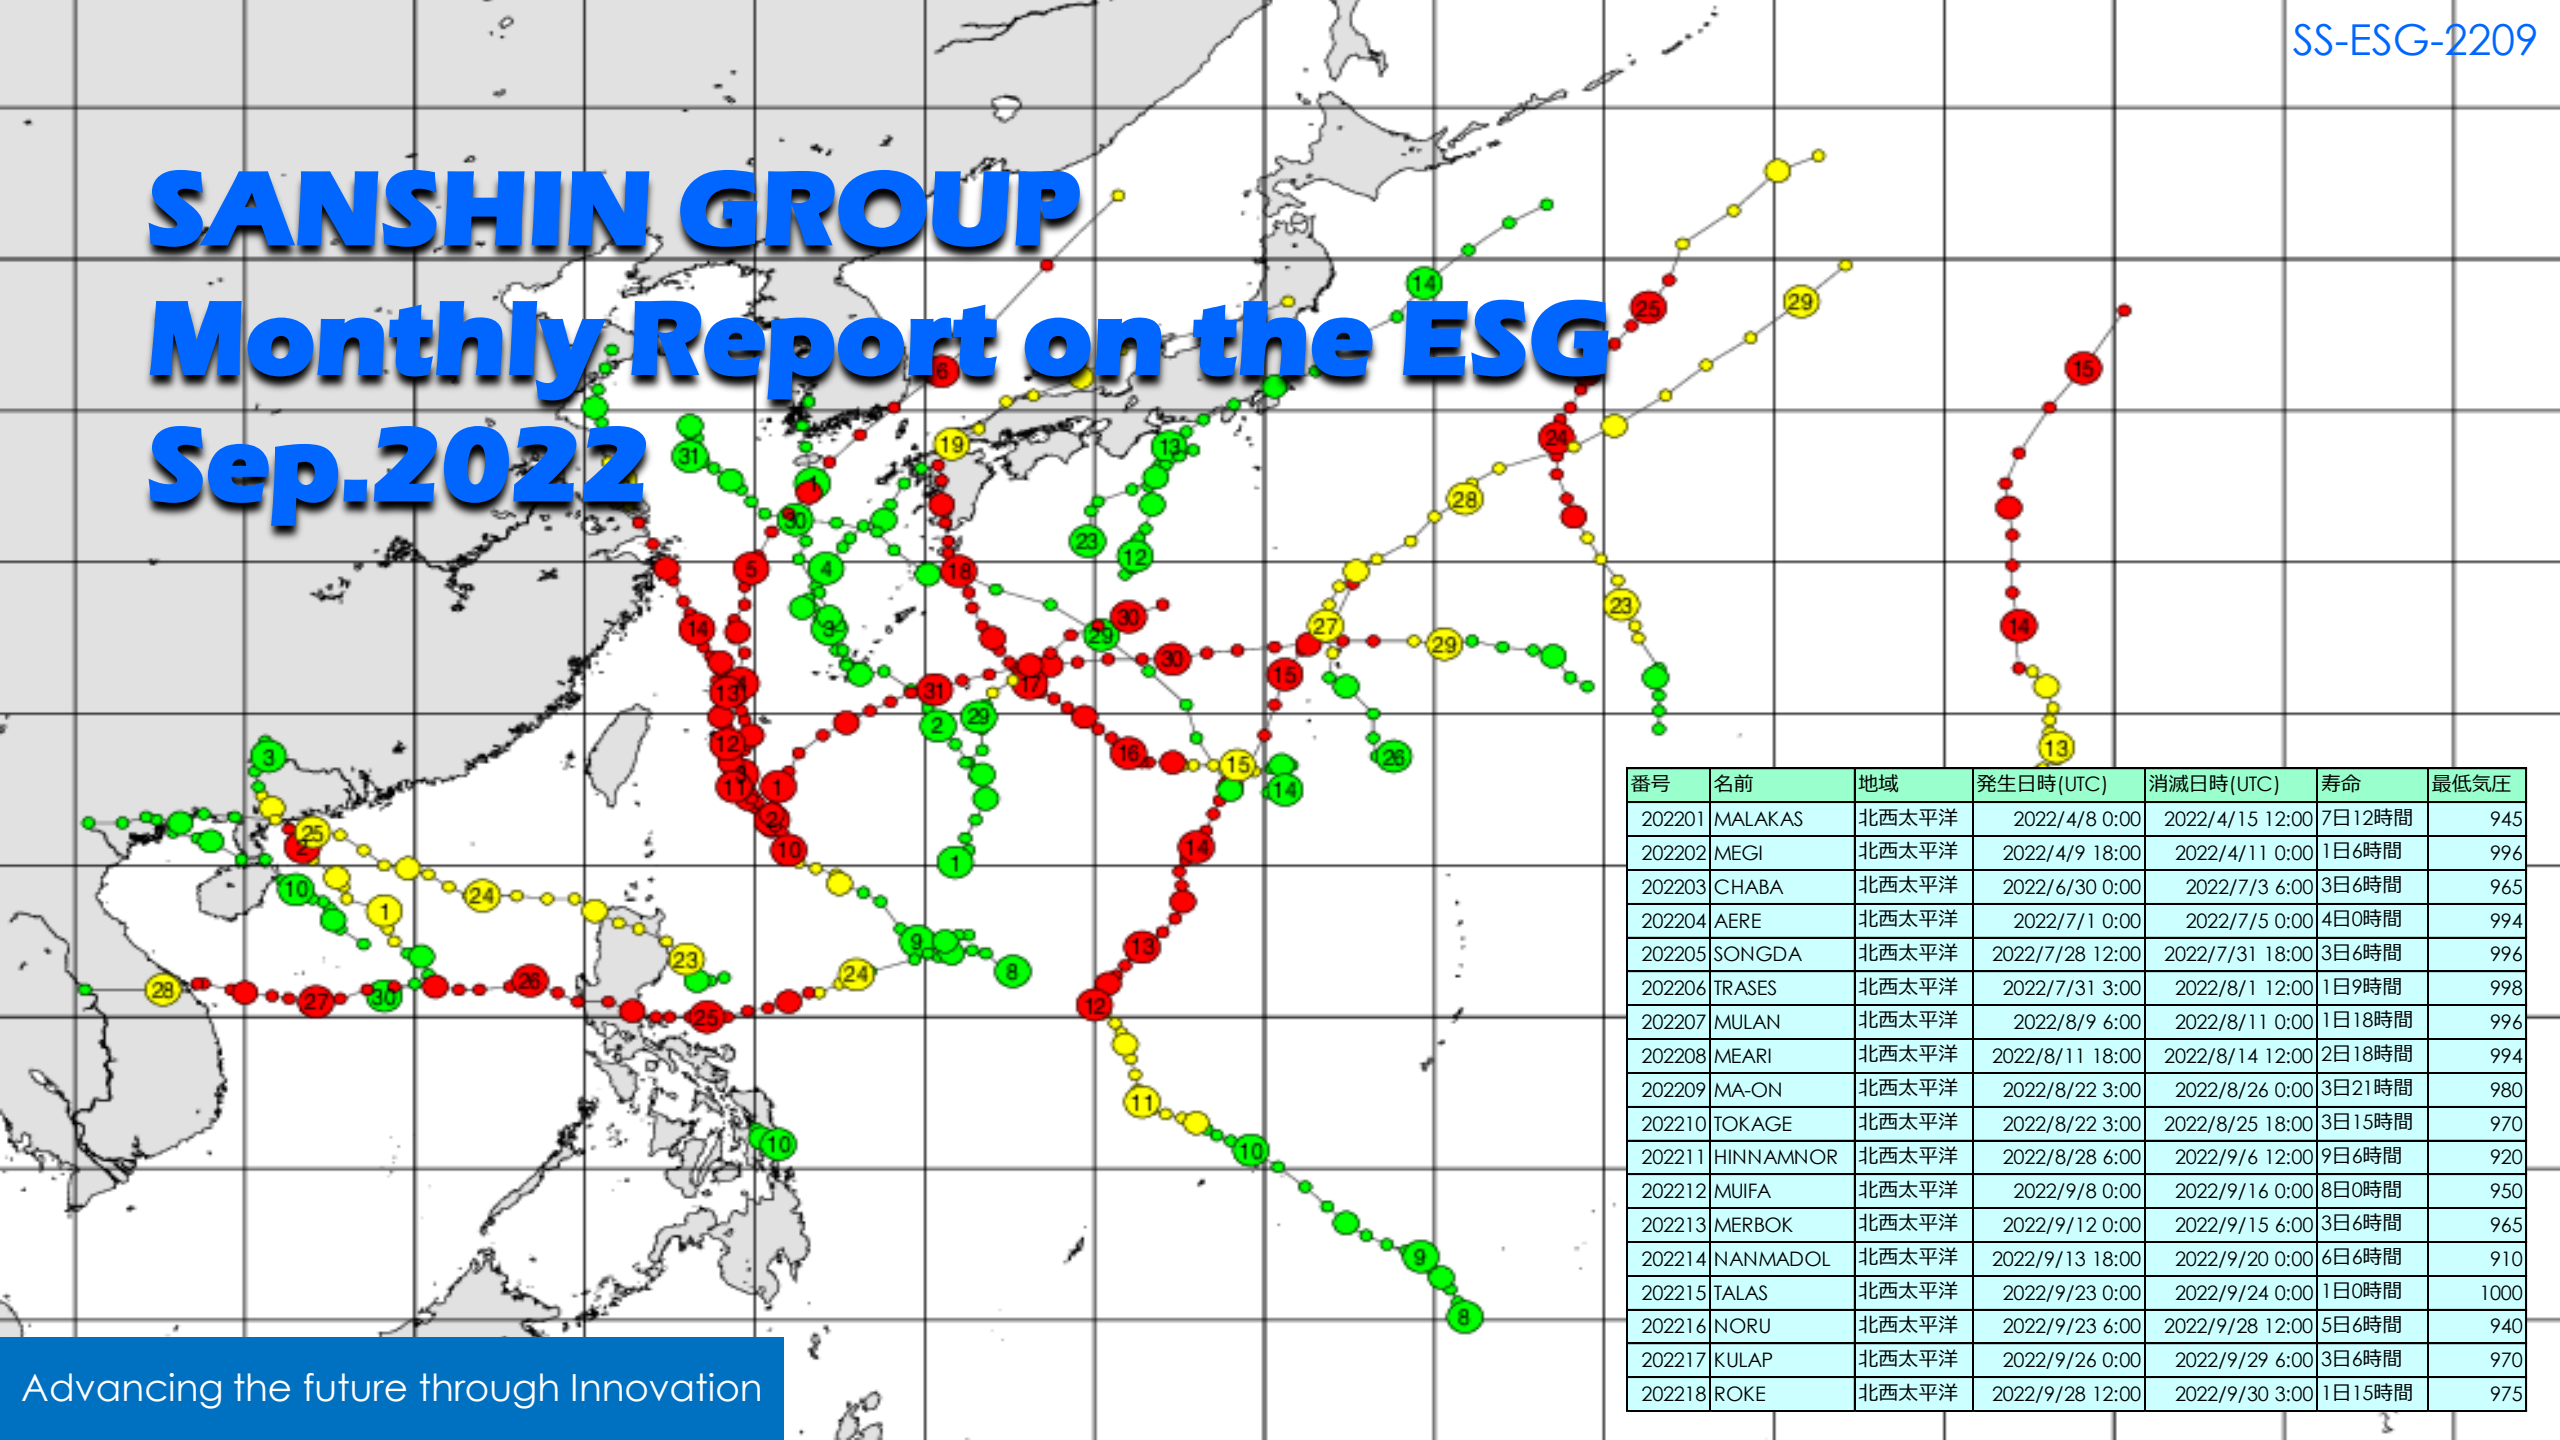 SS-ESG-2209
SANSHIN GROUP
Monthly Report on the ESG
Sep.2022
番号 名前 地域 発生日時(UTC) 消滅日時(UTC) 寿命 最低気圧
202201 MALAKAS 北西太平洋 2022/4/8 0:00 2022/4/15 12:00 7日12時間 945
202202 MEGI 北西太平洋 2022/4/9 18:00 2022/4/11 0:00 1日6時間 996
202203 CHABA 北西太平洋 2022/6/30 0:00 2022/7/3 6:00 3日6時間 965
202204 AERE 北西太平洋 2022/7/1 0:00 2022/7/5 0:00 4日0時間 994
202205 SONGDA 北西太平洋 2022/7/28 12:00 2022/7/31 18:00 3日6時間 996
202206 TRASES 北西太平洋 2022/7/31 3:00 2022/8/1 12:00 1日9時間 998
202207 MULAN 北西太平洋 2022/8/9 6:00 2022/8/11 0:00 1日18時間 996
202208 MEARI 北西太平洋 2022/8/11 18:00 2022/8/14 12:00 2日18時間 994
202209 MA-ON 北西太平洋 2022/8/22 3:00 2022/8/26 0:00 3日21時間 980
202210 TOKAGE 北西太平洋 2022/8/22 3:00 2022/8/25 18:00 3日15時間 970
202211 HINNAMNOR 北西太平洋 2022/8/28 6:00 2022/9/6 12:00 9日6時間 920
202212 MUIFA 北西太平洋 2022/9/8 0:00 2022/9/16 0:00 8日0時間 950
202213 MERBOK 北西太平洋 2022/9/12 0:00 2022/9/15 6:00 3日6時間 965
202214 NANMADOL 北西太平洋 2022/9/13 18:00 2022/9/20 0:00 6日6時間 910
202215 TALAS 北西太平洋 2022/9/23 0:00 2022/9/24 0:00 1日0時間 1000
202216 NORU 北西太平洋 2022/9/23 6:00 2022/9/28 12:00 5日6時間 940
202217 KULAP 北西太平洋 2022/9/26 0:00 2022/9/29 6:00 3日6時間 970
202218 ROKE 北西太平洋 2022/9/28 12:00 2022/9/30 3:00 1日15時間 975
Advancing the future through Innovation